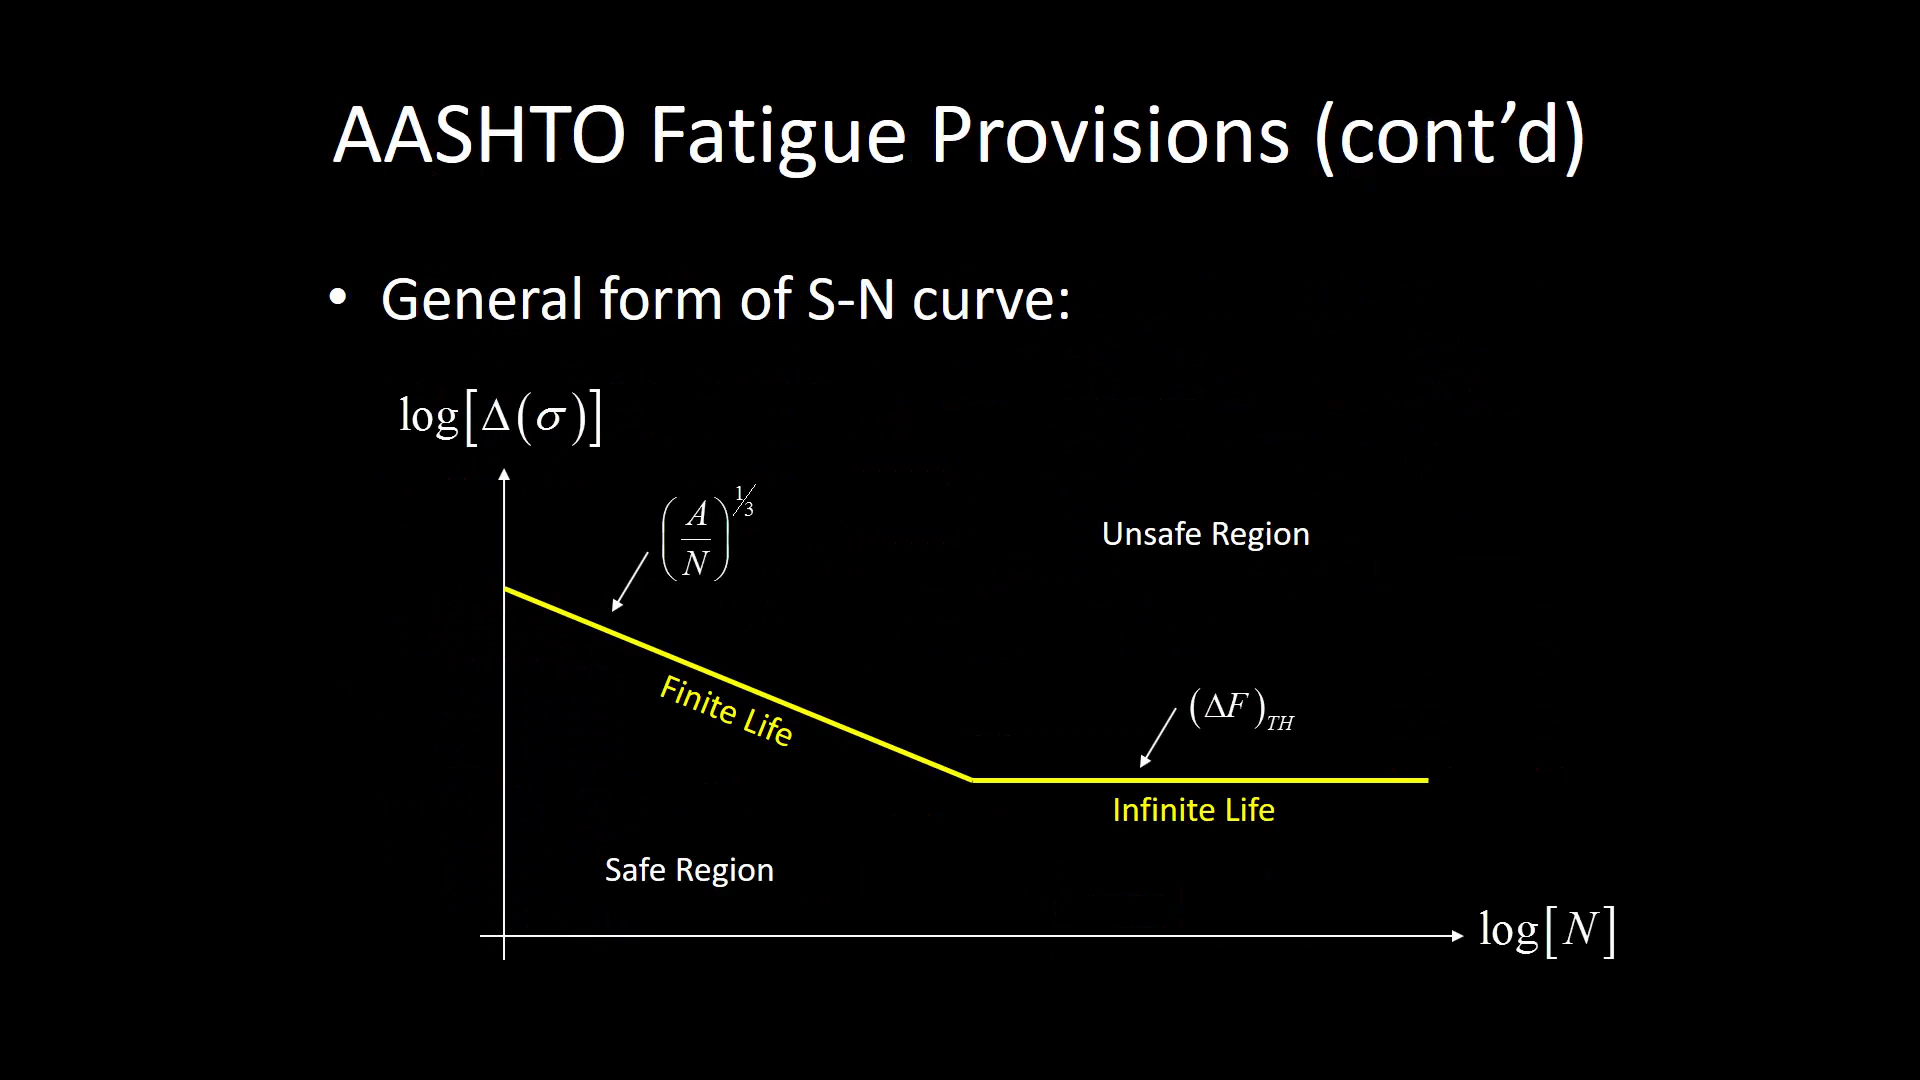 AASHTO Fatigue Provisions (cont’d)
• General form of S-N curve:
log[Δ(σ)]
(A/N)^1/3
Unsafe Region
Finite Life
(ΔF)_TH
Infinite Life
Safe Region
log[N]